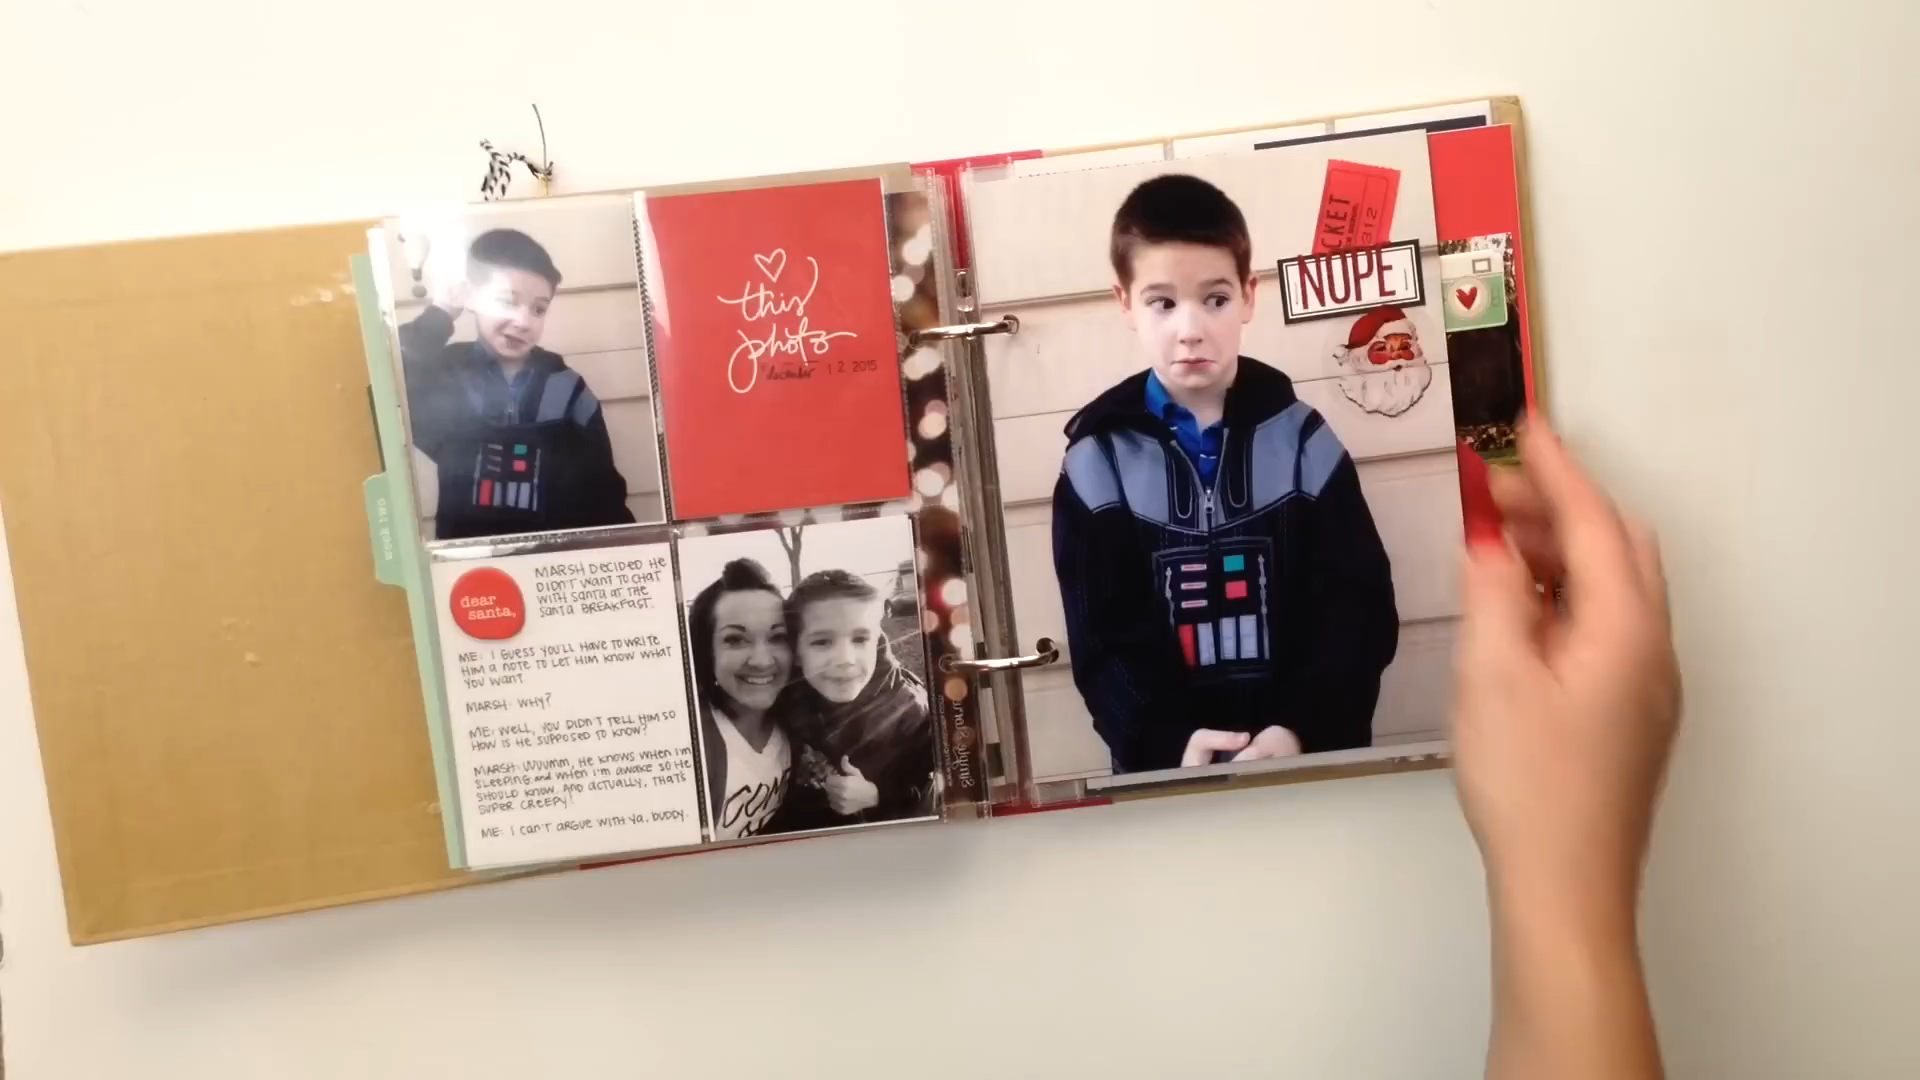 this
photo
december 12 2015
week two
dear
santa,
MARSH DECIDED HE
DIDN'T WANT TO CHAT
WITH SANTA AT THE
SANTA BREAKFAST.
ME: I GUESS YOU'LL HAVE TO WRITE
HIM A NOTE TO LET HIM KNOW WHAT
YOU WANT
MARSH: WHY?
ME: WELL, YOU DIDN'T TELL HIM SO
HOW IS HE SUPPOSED TO KNOW?
MARSH: UUUMM, HE KNOWS WHEN I'M
SLEEPING and WHEN I'M AWAKE SO HE
SHOULD KNOW. AND ACTUALLY, THAT'S
SUPER CREEPY!
ME: I CAN'T ARGUE WITH YA, BUDDY.
CKET
312
NOPE